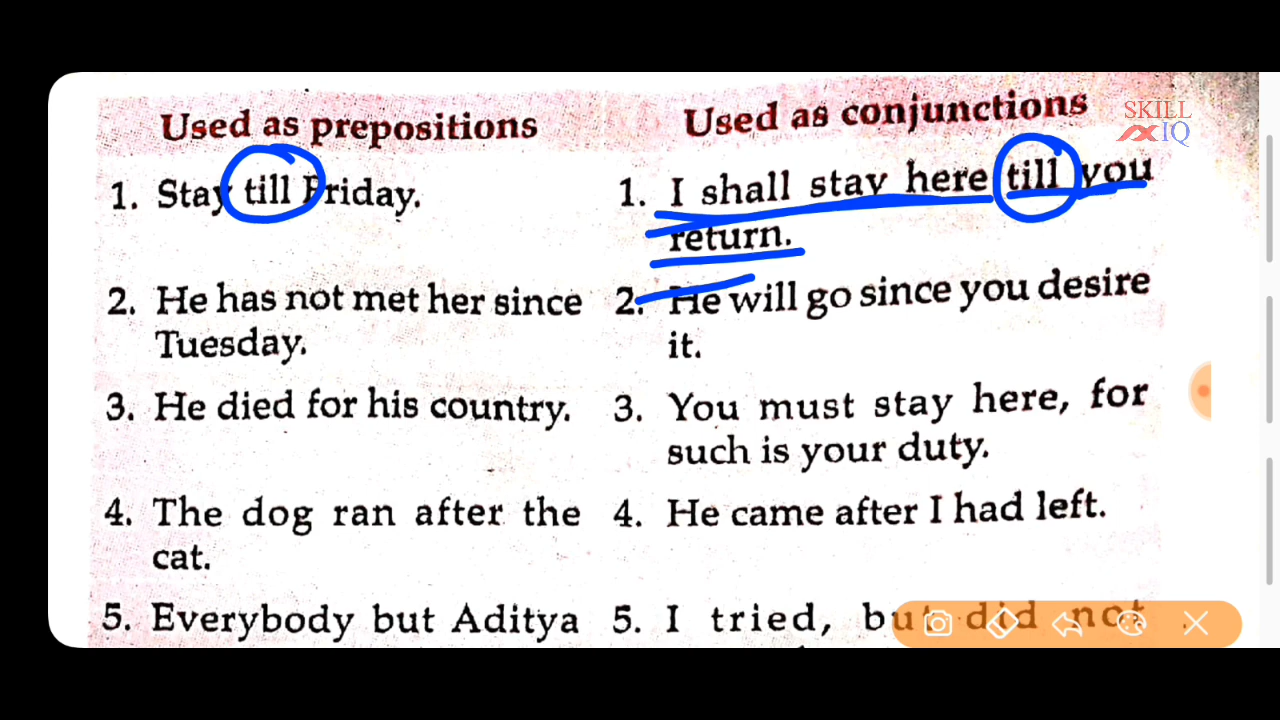 Used as prepositions
Used as conjunctions
SKILL
IQ
1. Stay till Friday.
1. I shall stay here till you
return.
2. He has not met her since
Tuesday.
2. He will go since you desire
it.
3. He died for his country.
3. You must stay here, for
such is your duty.
4. The dog ran after the
cat.
4. He came after I had left.
5. Everybody but Aditya
5. I tried, but did not